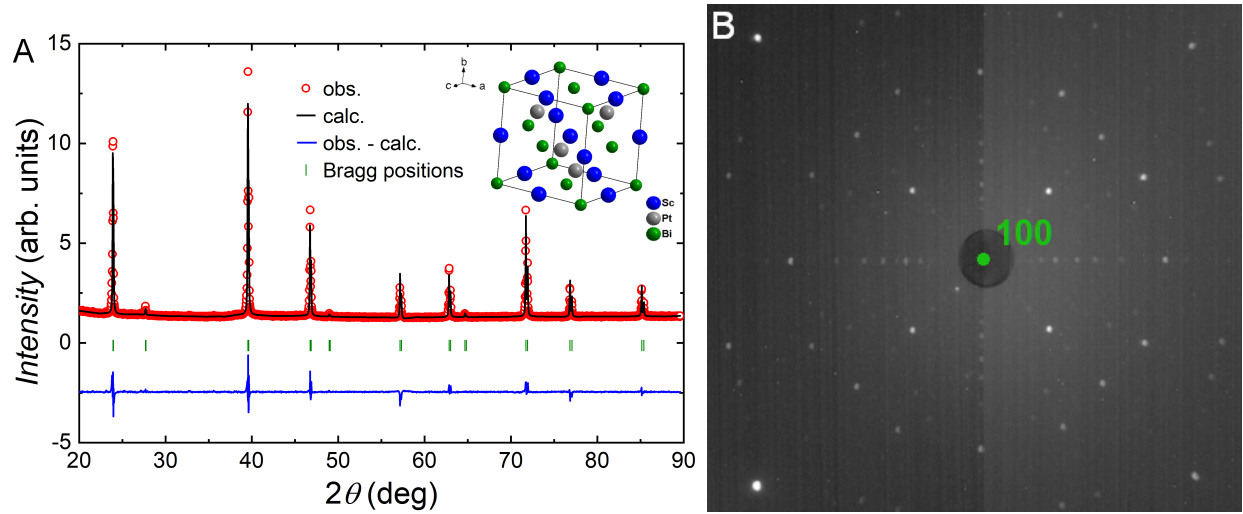 A
15
10
5
0
-5
Intensity (arb. units)
20 30 40 50 60 70 80 90
2θ (deg)
obs.
calc.
obs. - calc.
Bragg positions
b
c a
Sc
Pt
Bi
B
100